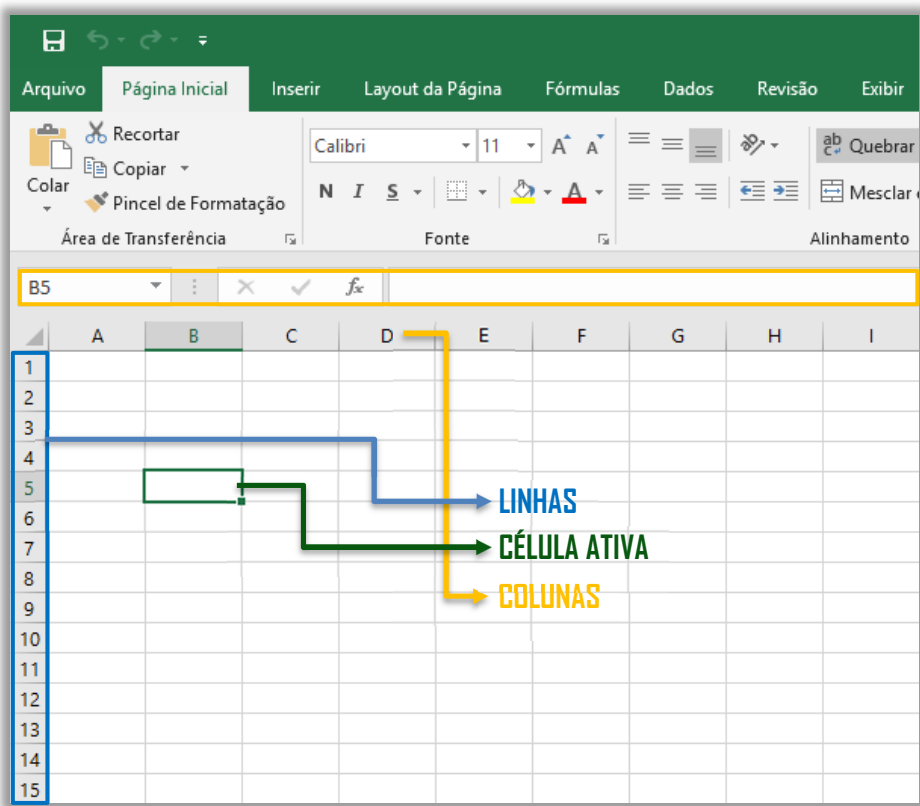 Arquivo Página Inicial Inserir Layout da Página Fórmulas Dados Revisão Exibir
Recortar
Copiar
Pincel de Formatação
Colar
Área de Transferência
Calibri 11 A A
N I S A
Fonte
ab Quebrar
Mesclar
Alinhamento
B5 fx
A B C D E F G H I
1
2
3
4
5
6
7
8
9
10
11
12
13
14
15
LINHAS
CÉLULA ATIVA
COLUNAS